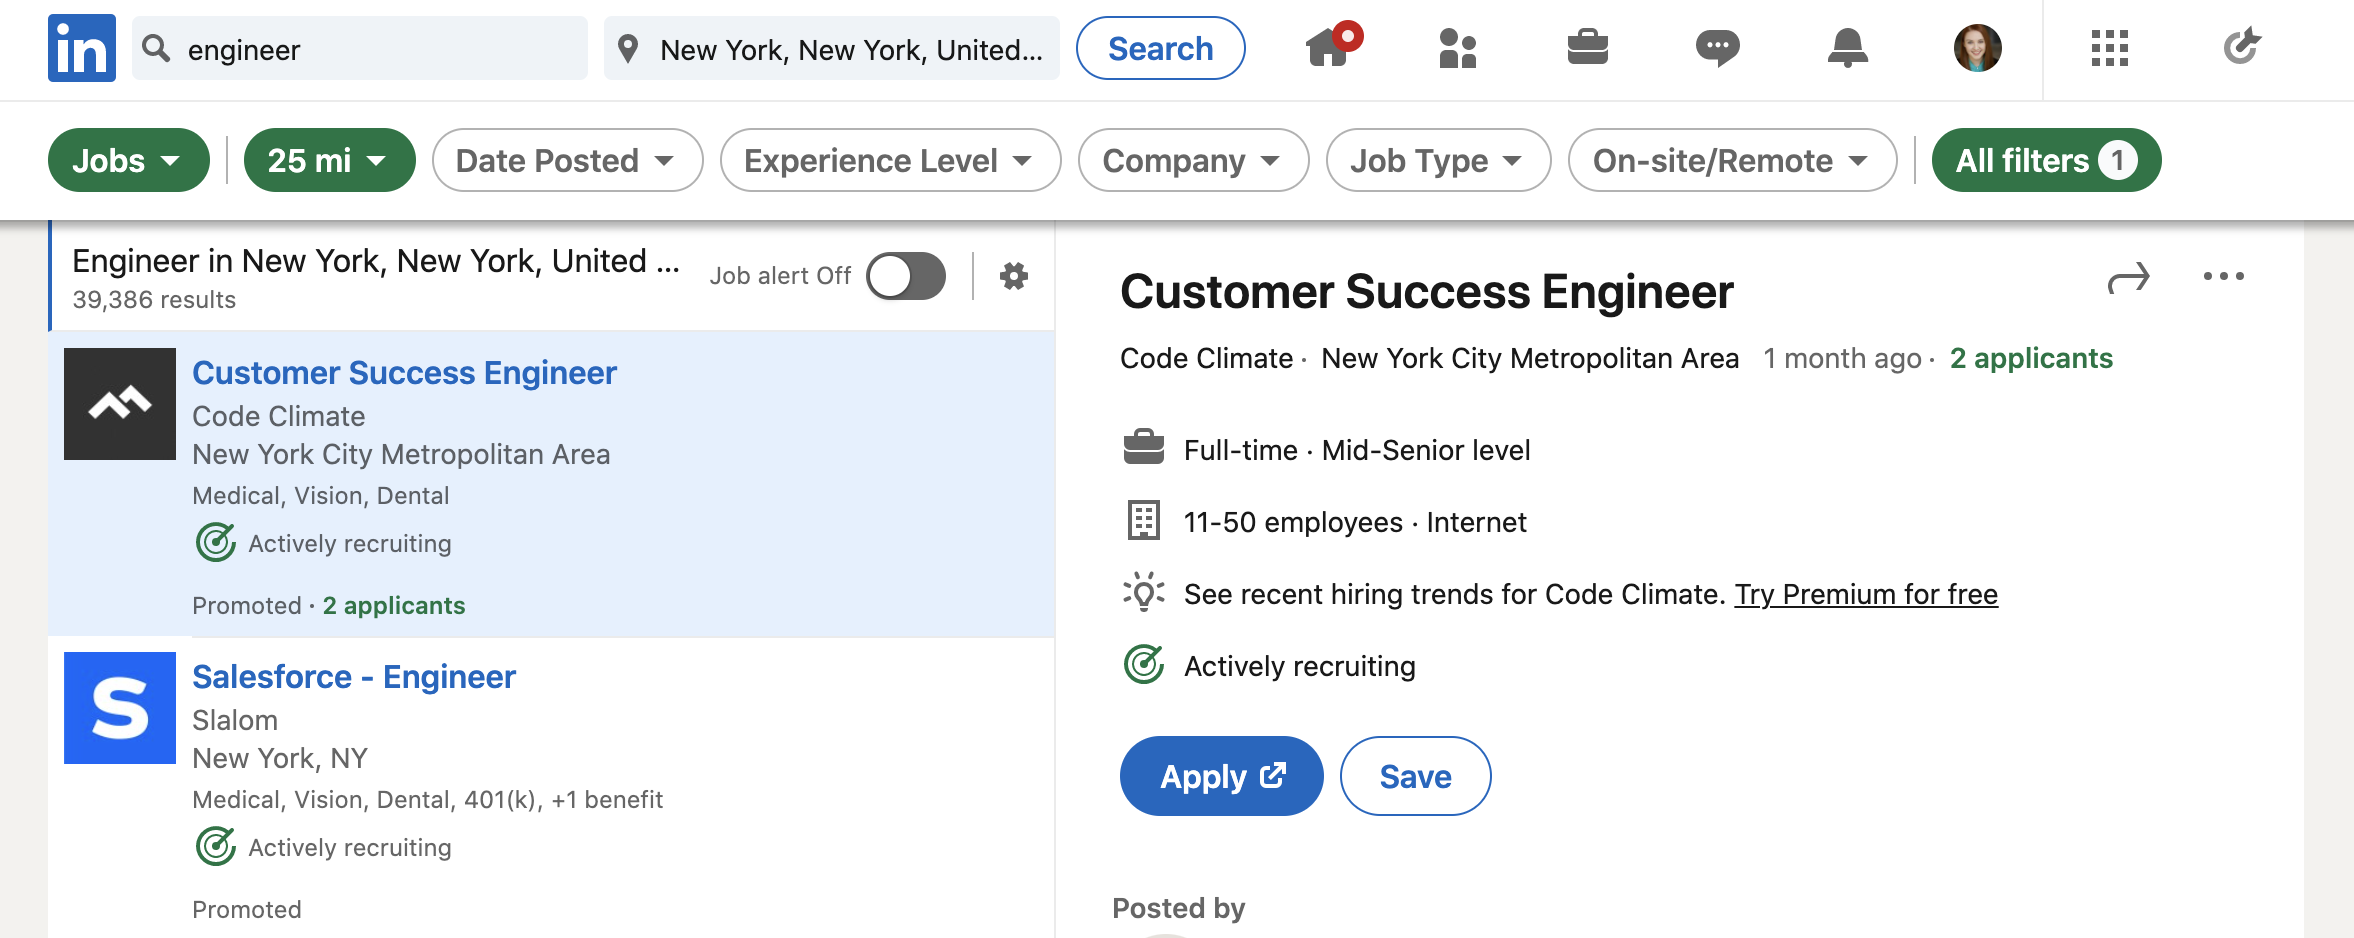 in
engineer
New York, New York, United...
Search
Jobs
25 mi
Date Posted
Experience Level
Company
Job Type
On-site/Remote
All filters 1
Engineer in New York, New York, United ...
39,386 results
Job alert Off
Customer Success Engineer
Code Climate
New York City Metropolitan Area
Medical, Vision, Dental
Actively recruiting
Promoted · 2 applicants
S
Salesforce - Engineer
Slalom
New York, NY
Medical, Vision, Dental, 401(k), +1 benefit
Actively recruiting
Promoted
Customer Success Engineer
Code Climate · New York City Metropolitan Area 1 month ago · 2 applicants
Full-time · Mid-Senior level
11-50 employees · Internet
See recent hiring trends for Code Climate. Try Premium for free
Actively recruiting
Apply
Save
Posted by